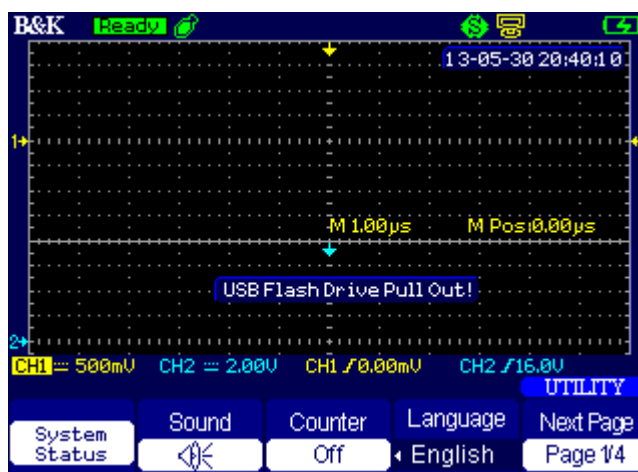 B&K Ready
13-05-30 20:40:10
1
M 1.00µs M Pos:0.00µs
USB Flash Drive Pull Out!
2
CH1 500mV CH2 2.00V CH1 0.00mV CH2 16.0V
UTILITY
System Status Sound Counter Language Next Page
Off English Page 1/4